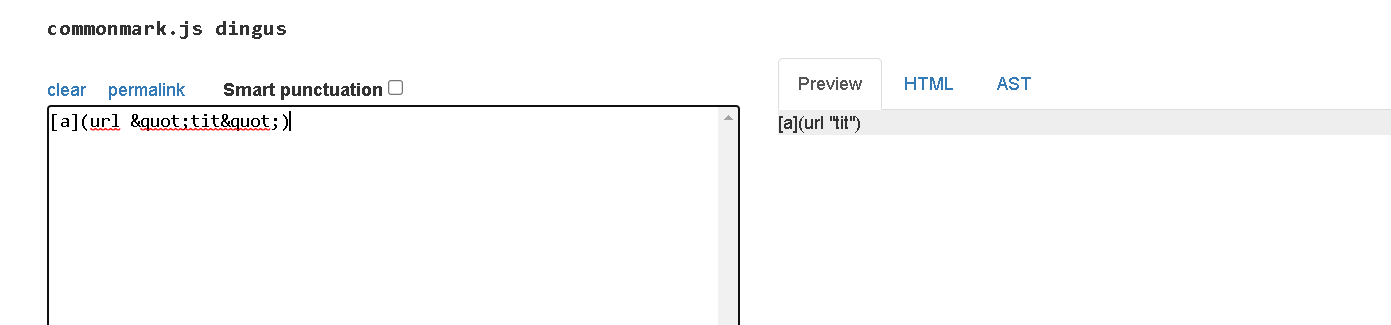 commonmark.js dingus
clear permalink Smart punctuation
Preview HTML AST
[a](url &quot;tit&quot;)
[a](url "tit")